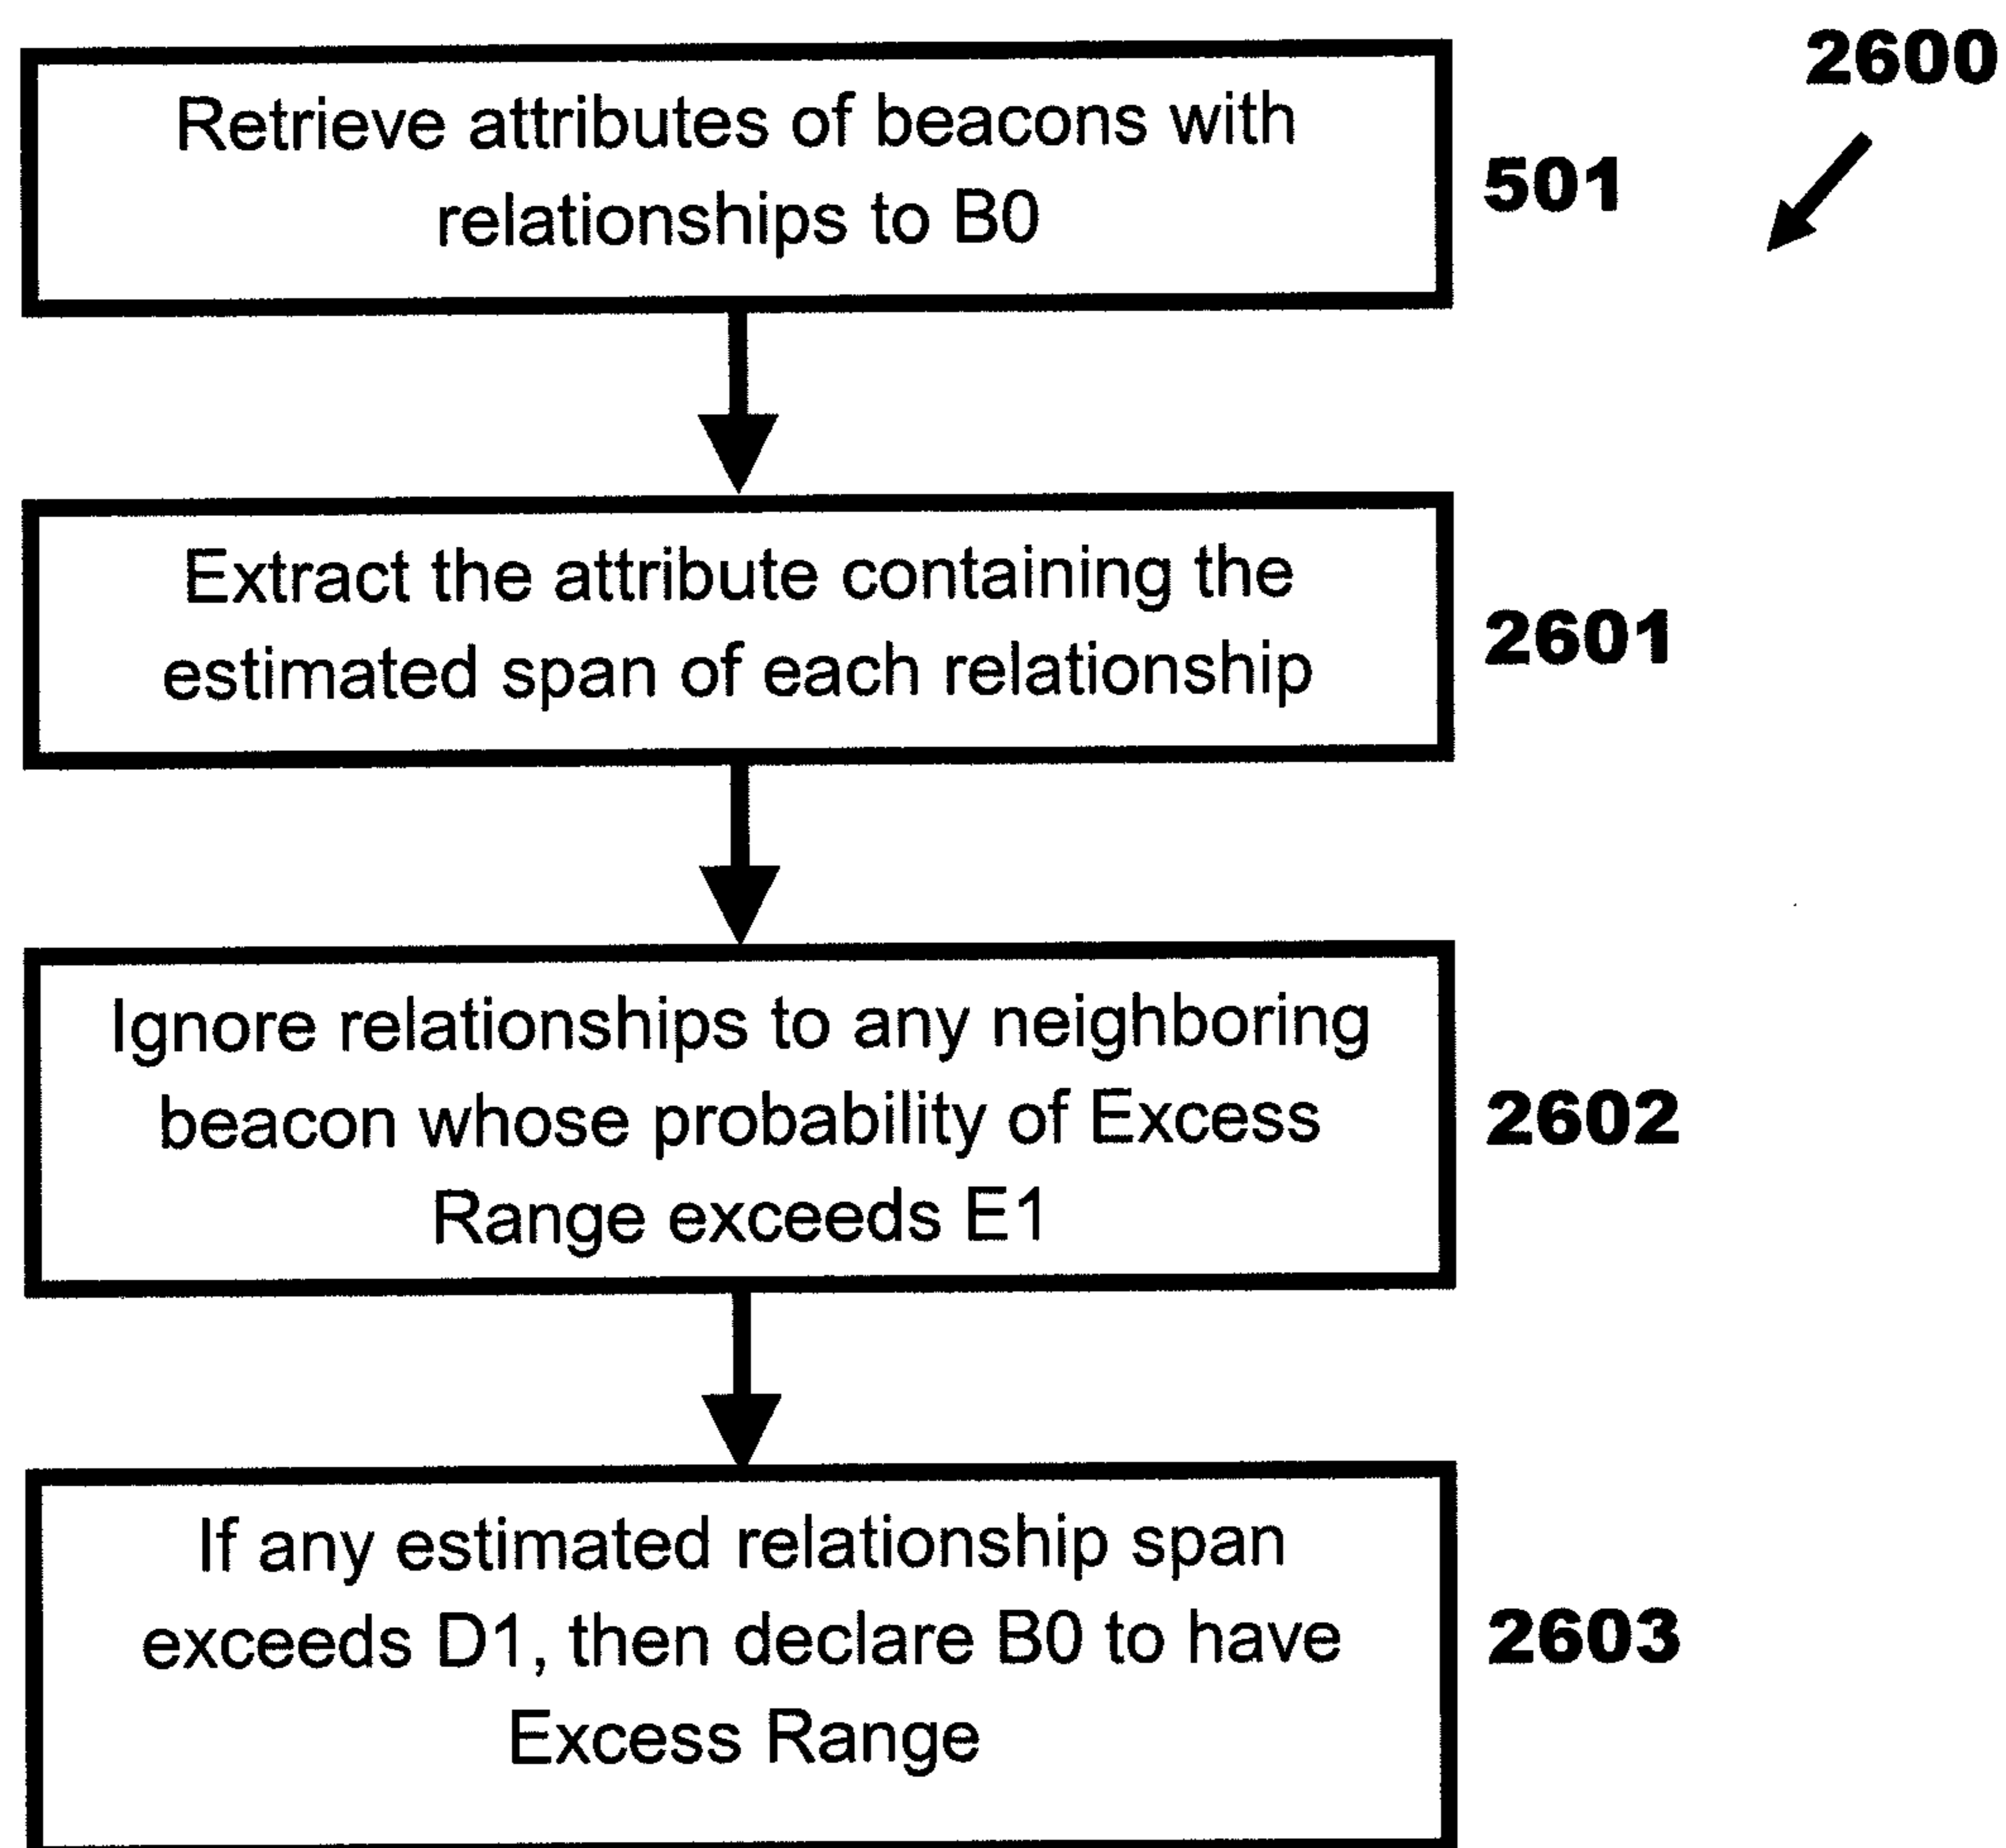 2600
Retrieve attributes of beacons with
relationships to B0
501
Extract the attribute containing the
estimated span of each relationship
2601
Ignore relationships to any neighboring
beacon whose probability of Excess
Range exceeds E1
2602
If any estimated relationship span
exceeds D1, then declare B0 to have
Excess Range
2603